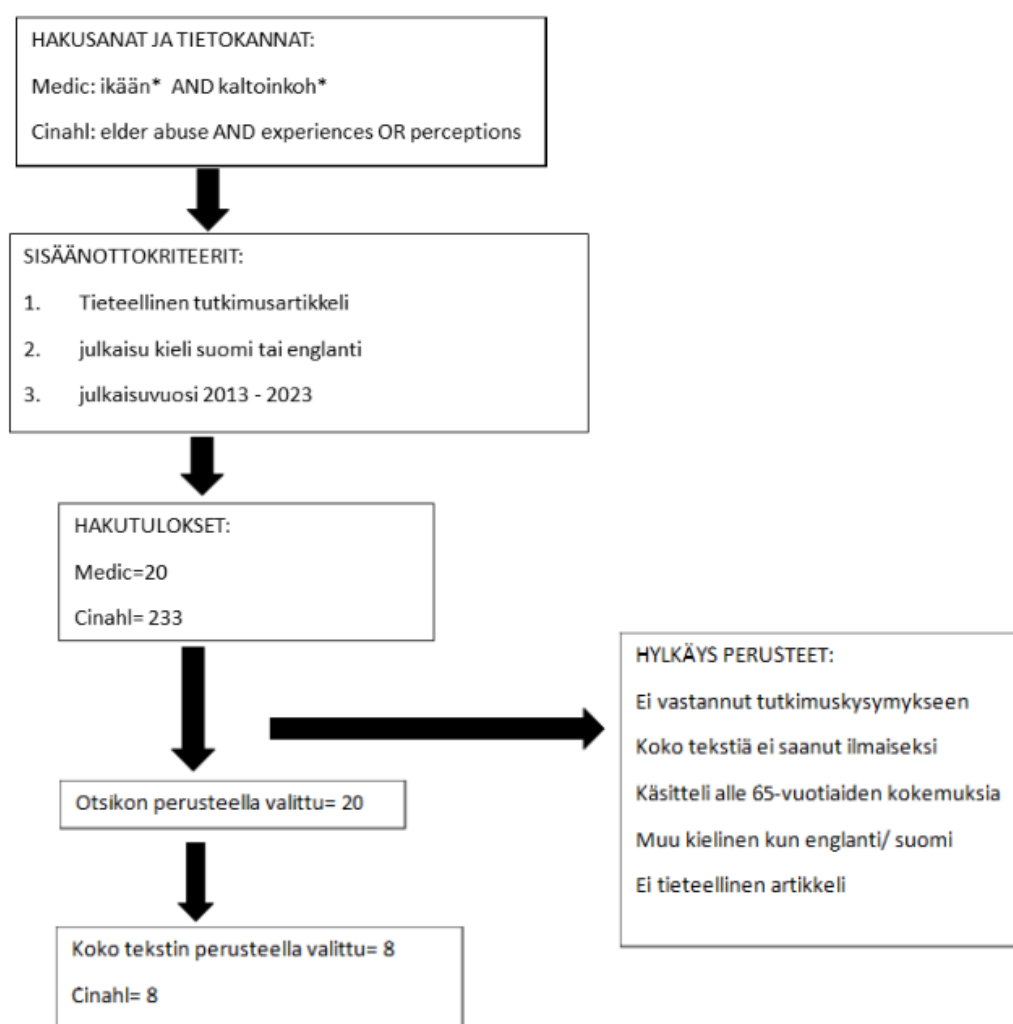 HAKUSANAT JA TIETOKANNAT:
Medic: ikään* AND kaltoinkoh*
Cinahl: elder abuse AND experiences OR perceptions
SISÄÄNOTTOKRITEERIT:
1. Tieteellinen tutkimusartikkeli
2. julkaisu kieli suomi tai englanti
3. julkaisuvuosi 2013 - 2023
HAKUTULOKSET:
Medic=20
Cinahl= 233
HYLKÄYS PERUSTEET:
Ei vastannut tutkimuskysymykseen
Koko tekstiä ei saanut ilmaiseksi
Käsitteli alle 65-vuotiaiden kokemuksia
Muu kielinen kun englanti/ suomi
Ei tieteellinen artikkeli
Otsikon perusteella valittu= 20
Koko tekstin perusteella valittu= 8
Cinahl= 8